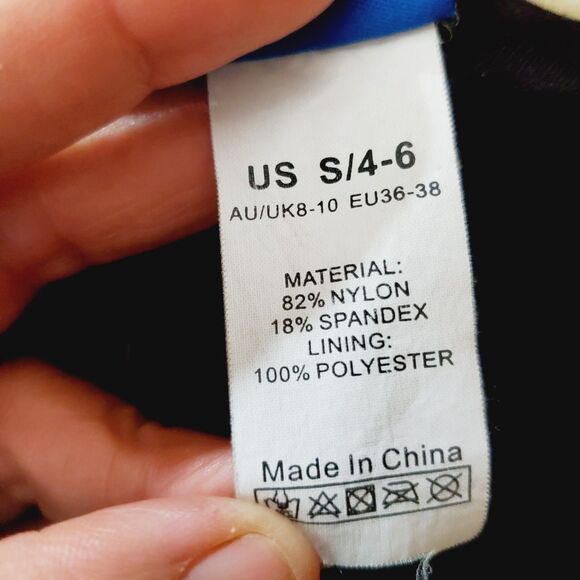 US S/4-6
AU/UK8-10 EU36-38
MATERIAL:
82% NYLON
18% SPANDEX
LINING:
100% POLYESTER
Made In China